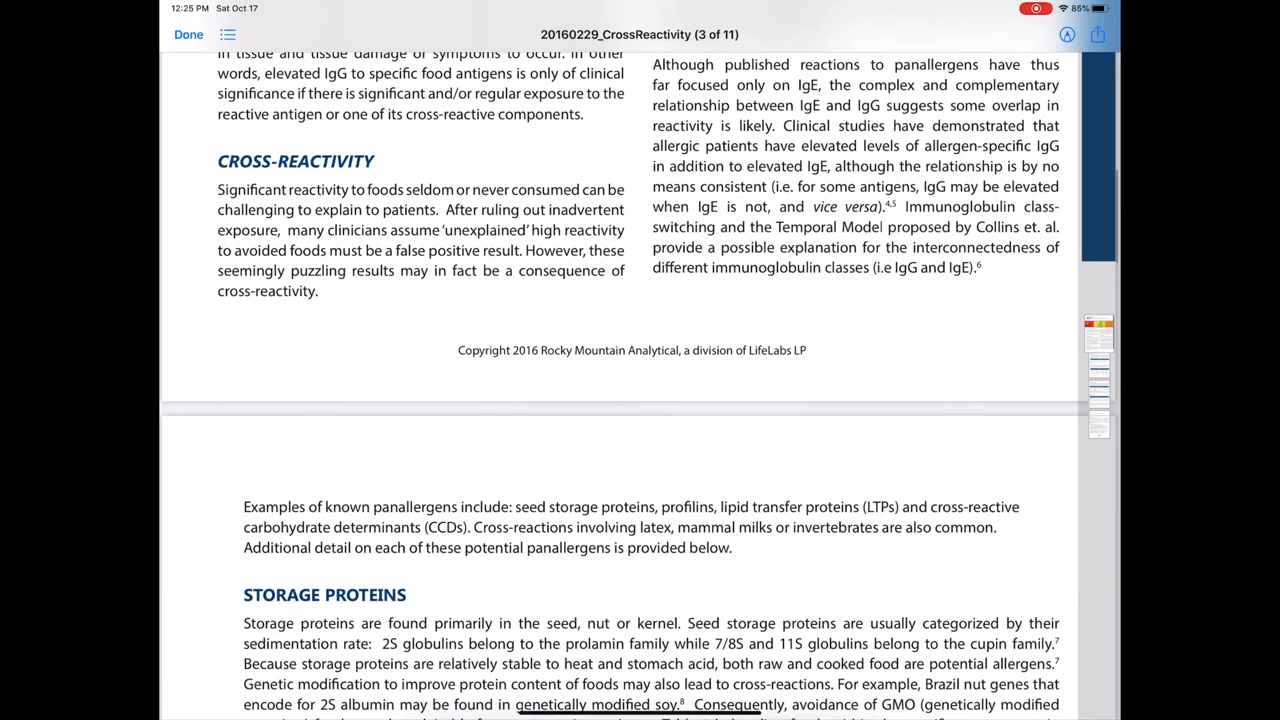 12:25 PM Sat Oct 17
85%
Done
20160229_CrossReactivity (3 of 11)
in tissue and tissue damage or symptoms to occur. In other
words, elevated IgG to specific food antigens is only of clinical
significance if there is significant and/or regular exposure to the
reactive antigen or one of its cross-reactive components.
CROSS-REACTIVITY
Significant reactivity to foods seldom or never consumed can be
challenging to explain to patients. After ruling out inadvertent
exposure, many clinicians assume ‘unexplained’ high reactivity
to avoided foods must be a false positive result. However, these
seemingly puzzling results may in fact be a consequence of
cross-reactivity.
Although published reactions to panallergens have thus
far focused only on IgE, the complex and complementary
relationship between IgE and IgG suggests some overlap in
reactivity is likely. Clinical studies have demonstrated that
allergic patients have elevated levels of allergen-specific IgG
in addition to elevated IgE, although the relationship is by no
means consistent (i.e. for some antigens, IgG may be elevated
when IgE is not, and vice versa).4,5 Immunoglobulin class-
switching and the Temporal Model proposed by Collins et. al.
provide a possible explanation for the interconnectedness of
different immunoglobulin classes (i.e IgG and IgE).6
Copyright 2016 Rocky Mountain Analytical, a division of LifeLabs LP
Examples of known panallergens include: seed storage proteins, profilins, lipid transfer proteins (LTPs) and cross-reactive
carbohydrate determinants (CCDs). Cross-reactions involving latex, mammal milks or invertebrates are also common.
Additional detail on each of these potential panallergens is provided below.
STORAGE PROTEINS
Storage proteins are found primarily in the seed, nut or kernel. Seed storage proteins are usually categorized by their
sedimentation rate: 2S globulins belong to the prolamin family while 7/8S and 11S globulins belong to the cupin family.7
Because storage proteins are relatively stable to heat and stomach acid, both raw and cooked food are potential allergens.7
Genetic modification to improve protein content of foods may also lead to cross-reactions. For example, Brazil nut genes that
encode for 2S albumin may be found in genetically modified soy.8 Consequently, avoidance of GMO (genetically modified